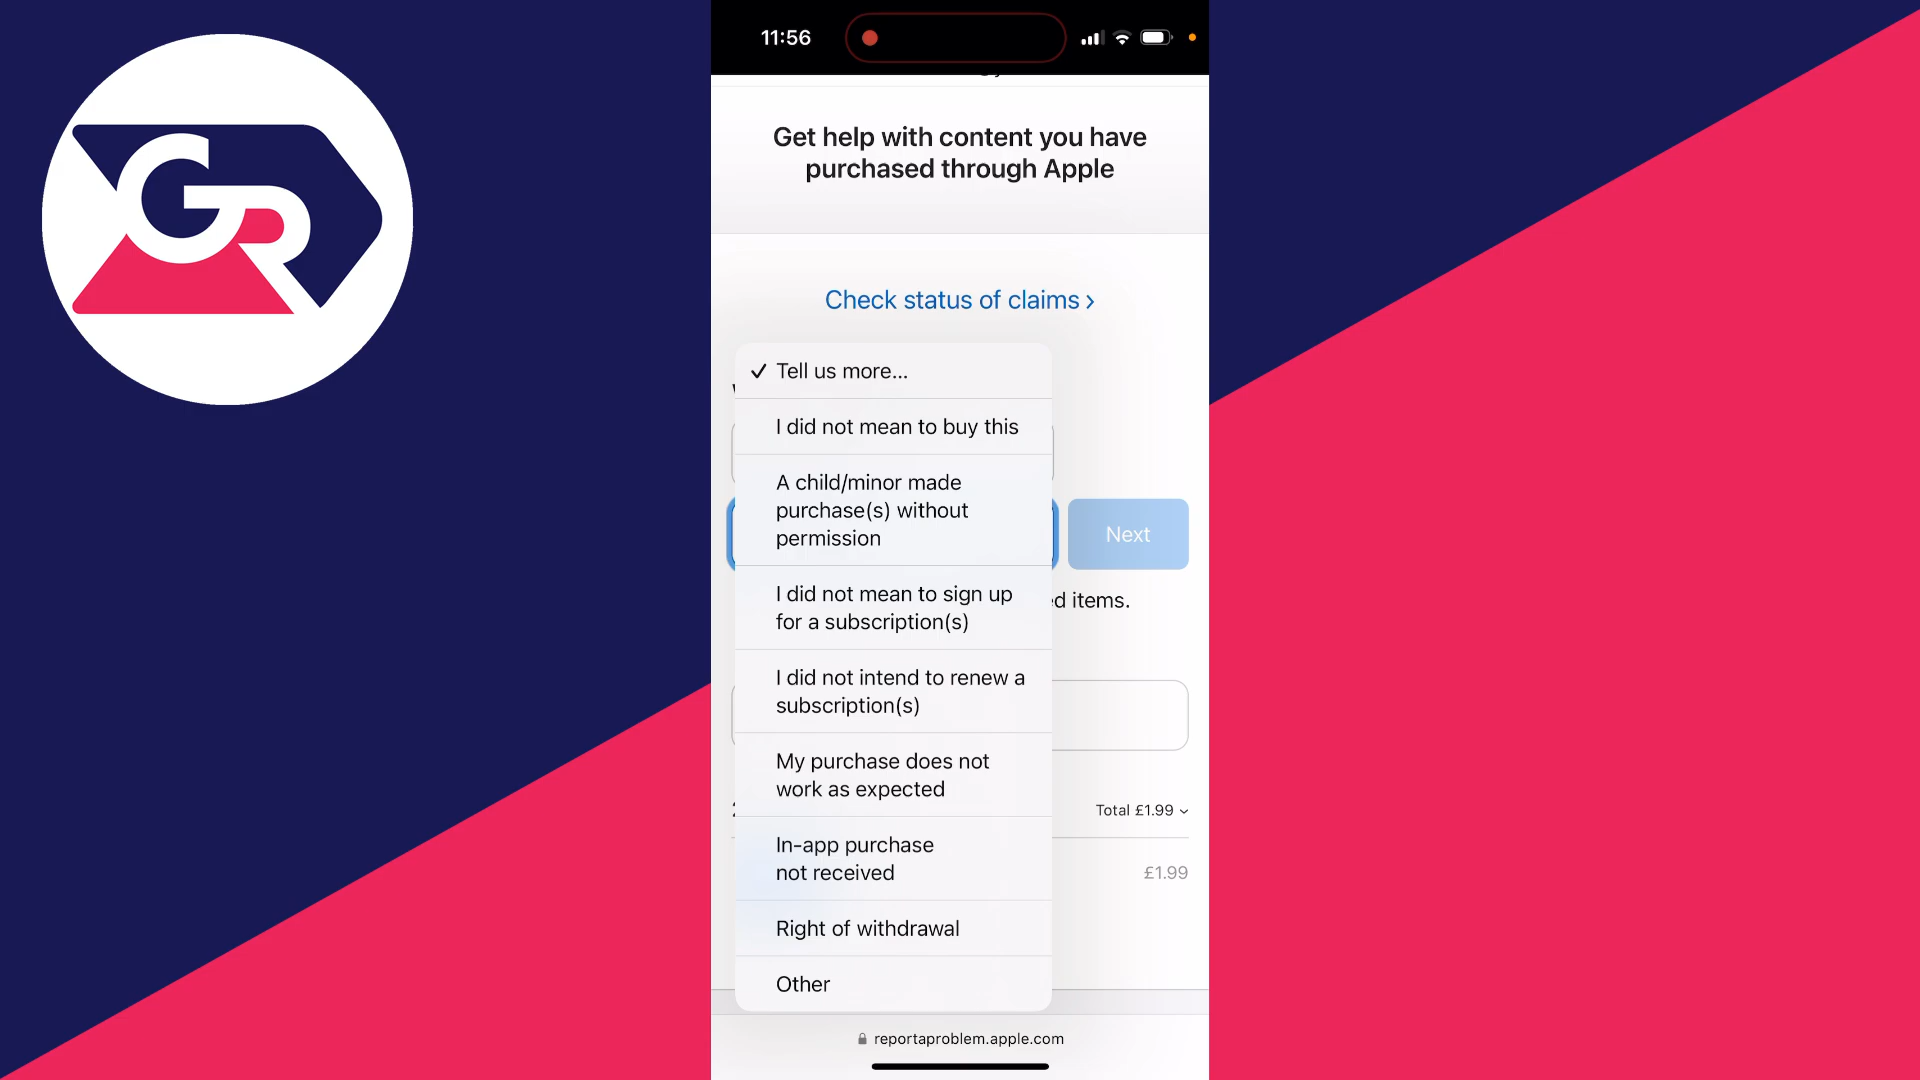 GR
11:56
Get help with content you have
purchased through Apple
Check status of claims ›
✓ Tell us more...
I did not mean to buy this
A child/minor made
purchase(s) without
permission
Next
I did not mean to sign up
for a subscription(s)
d items.
I did not intend to renew a
subscription(s)
My purchase does not
work as expected
Total £1.99
In-app purchase
not received
£1.99
Right of withdrawal
Other
reportaproblem.apple.com